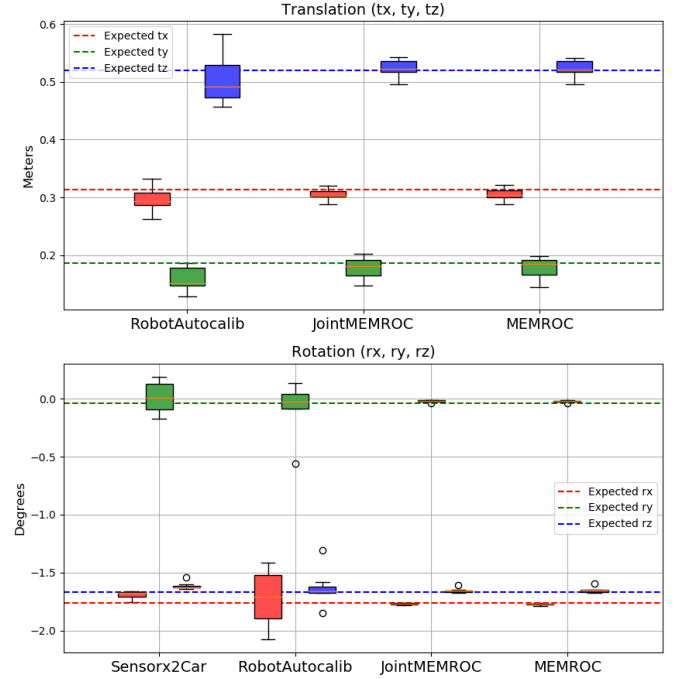 Translation (tx, ty, tz)
Expected tx
Expected ty
Expected tz
0.6
0.5
0.4
0.3
0.2
Meters
RobotAutocalib JointMEMROC MEMROC
Rotation (rx, ry, rz)
0.0
−0.5
−1.0
−1.5
−2.0
Degrees
Expected rx
Expected ry
Expected rz
Sensorx2Car RobotAutocalib JointMEMROC MEMROC